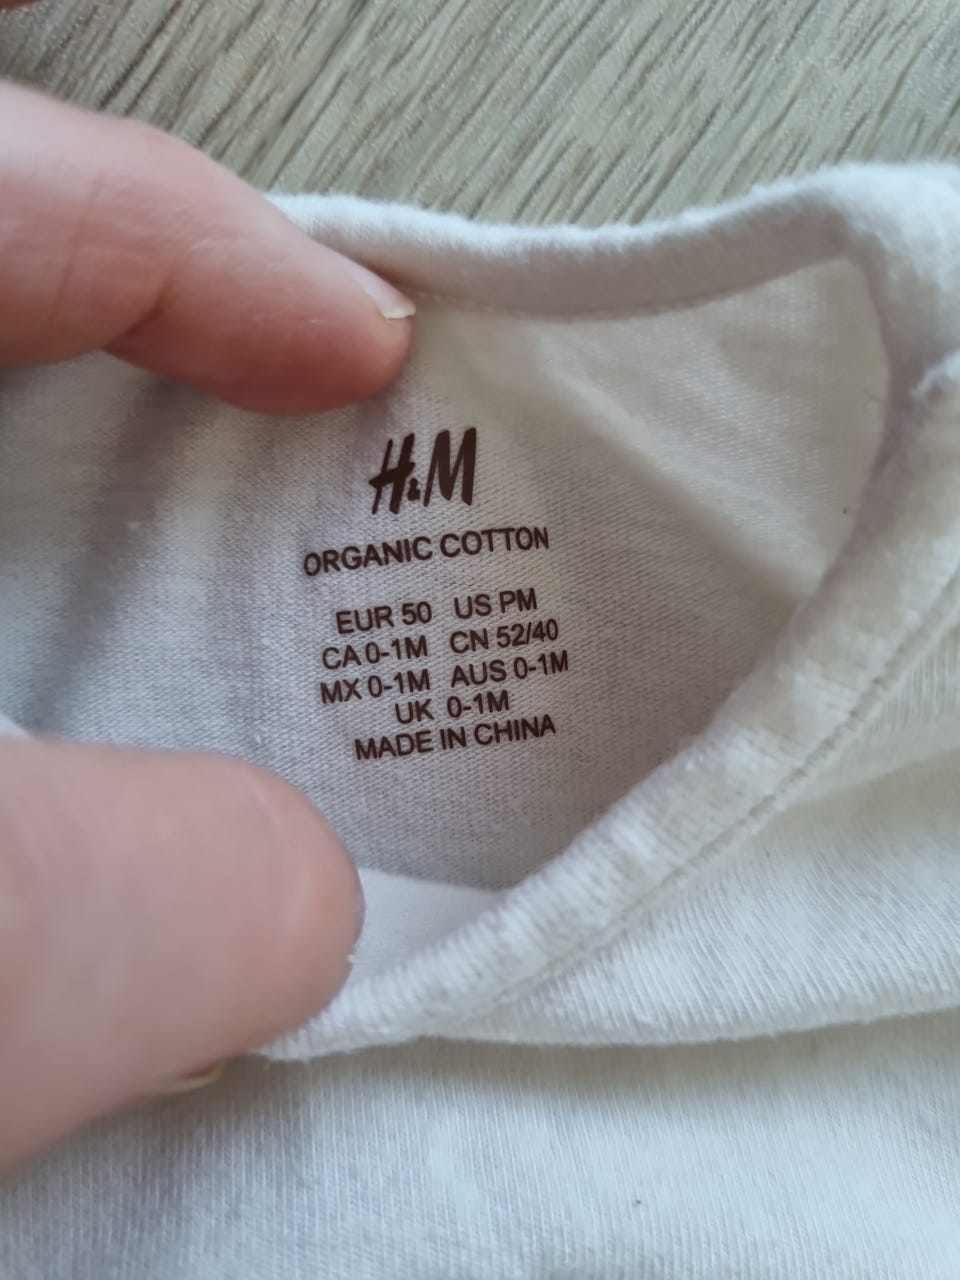 H&M
ORGANIC COTTON
EUR 50 US PM
CA 0-1M CN 52/40
MX 0-1M AUS 0-1M
UK 0-1M
MADE IN CHINA